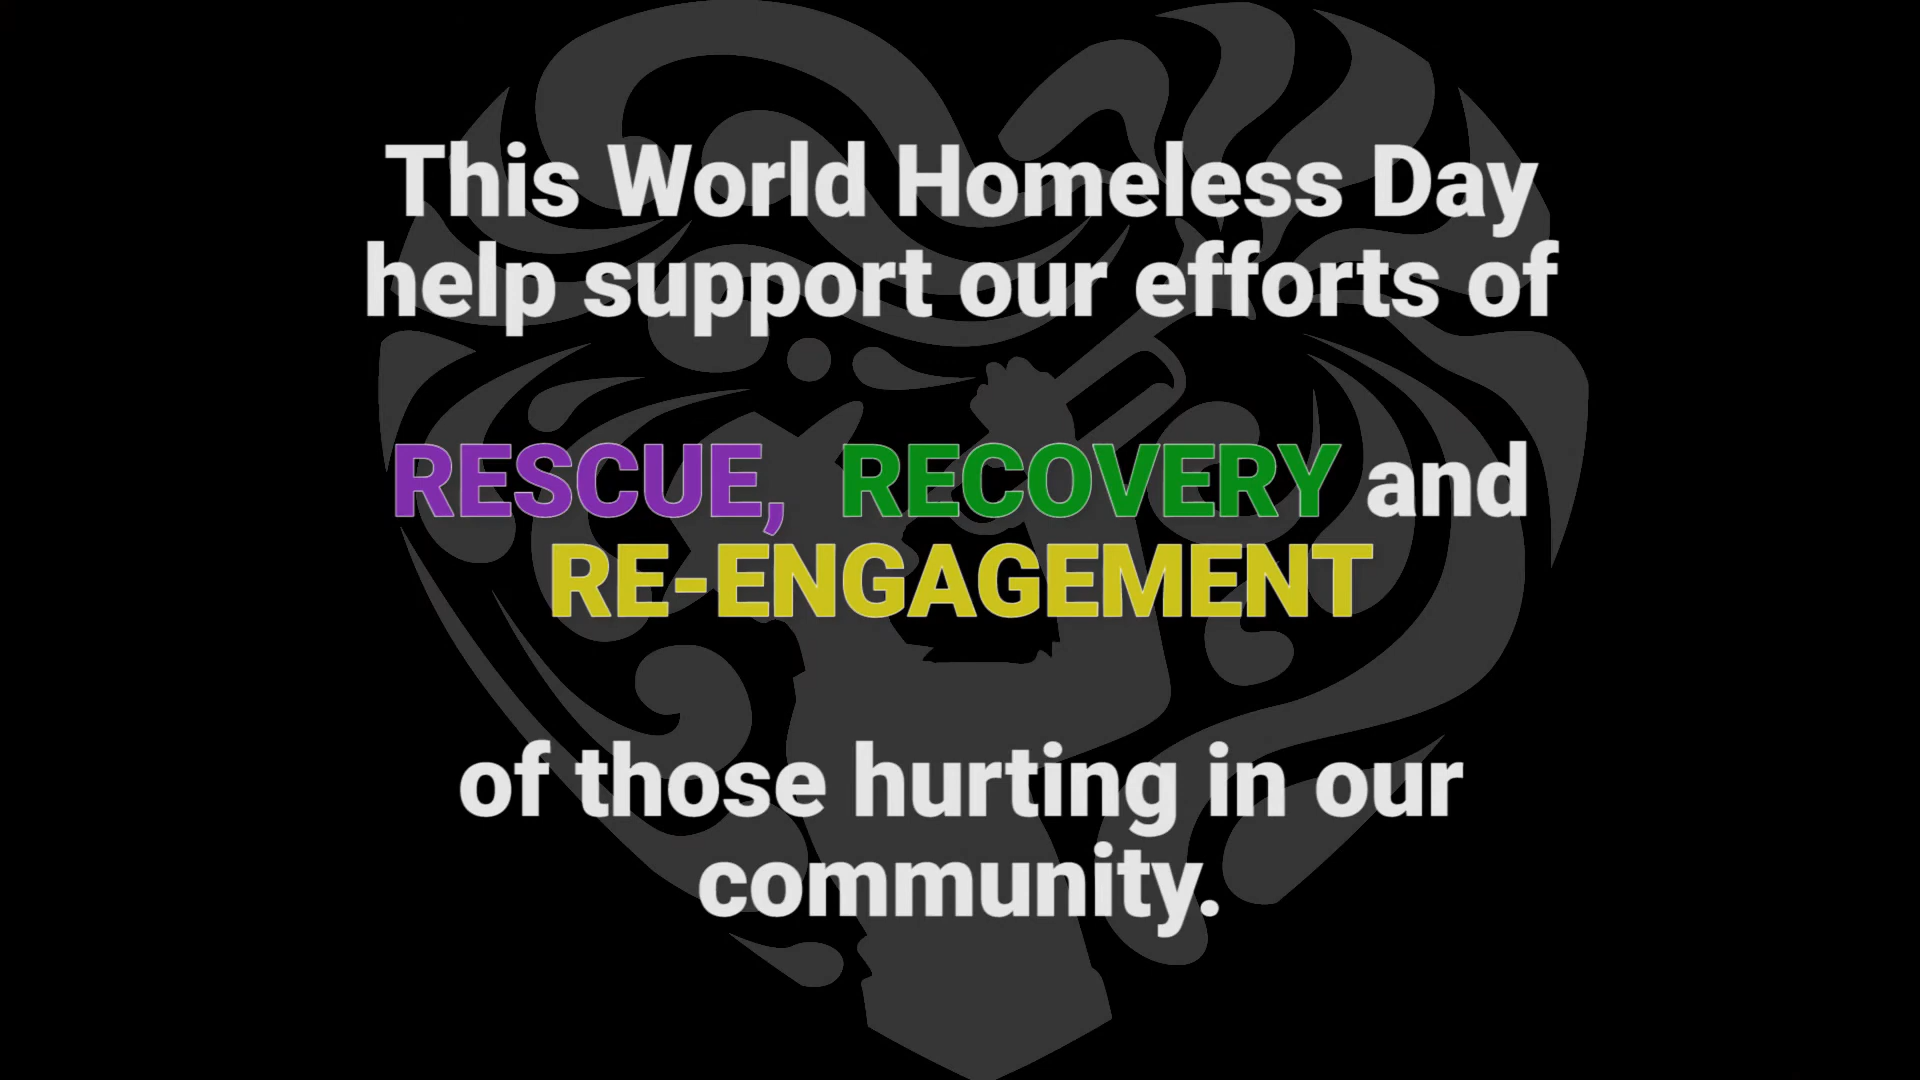 This World Homeless Day
help support our efforts of
RESCUE, RECOVERY and
RE-ENGAGEMENT
of those hurting in our
community.